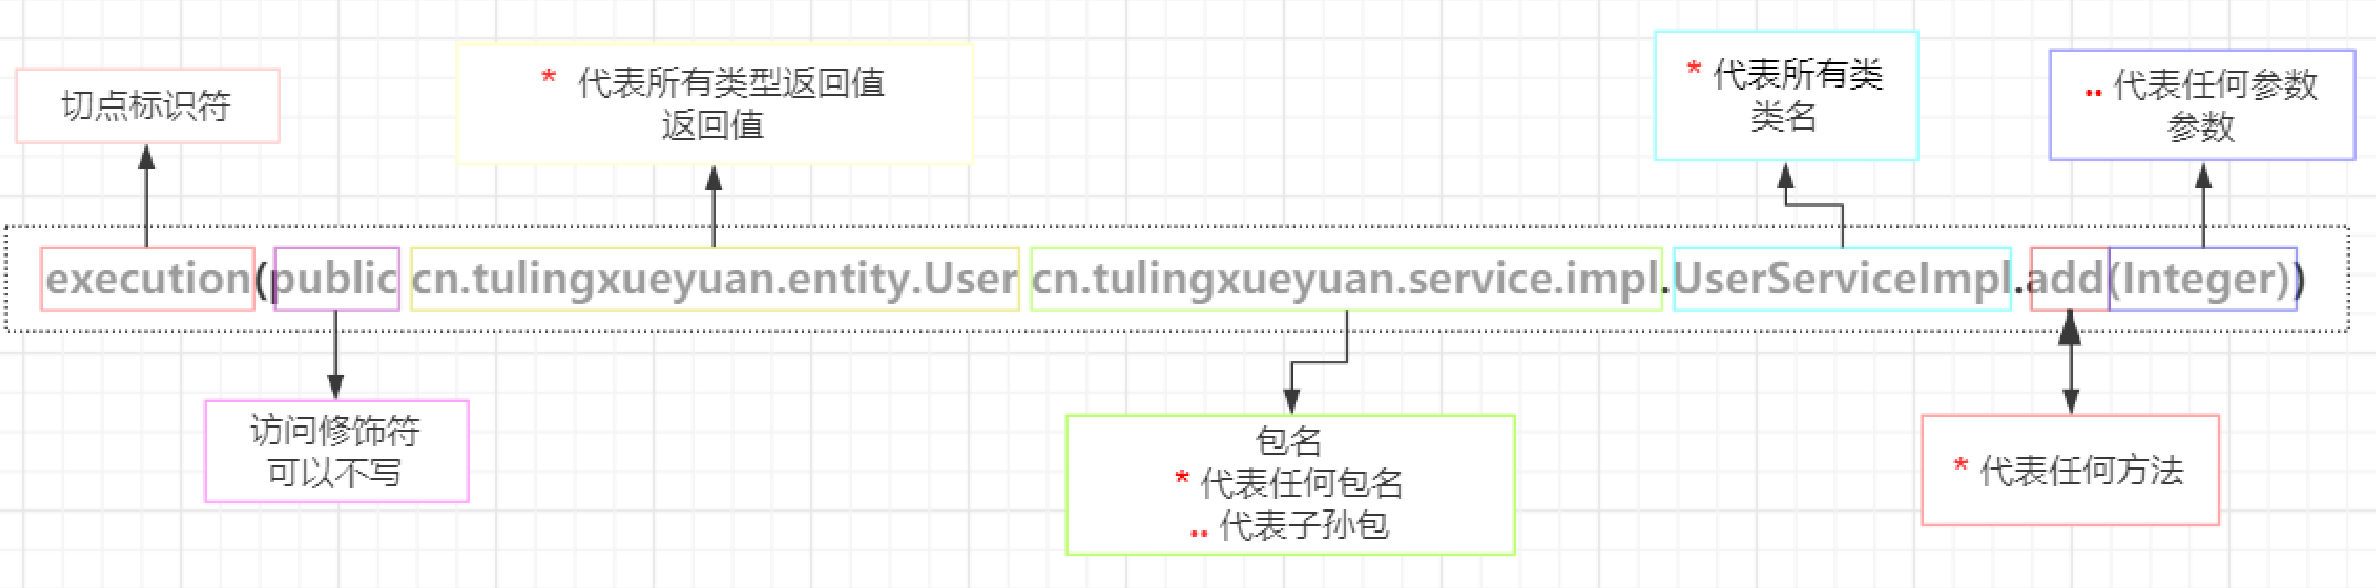 切点标识符
* 代表所有类型返回值
返回值
* 代表所有类
类名
.. 代表任何参数
参数
execution(public cn.tulingxueyuan.entity.User cn.tulingxueyuan.service.impl.UserServiceImpl.add(Integer))
访问修饰符
可以不写
包名
* 代表任何包名
.. 代表子孙包
* 代表任何方法